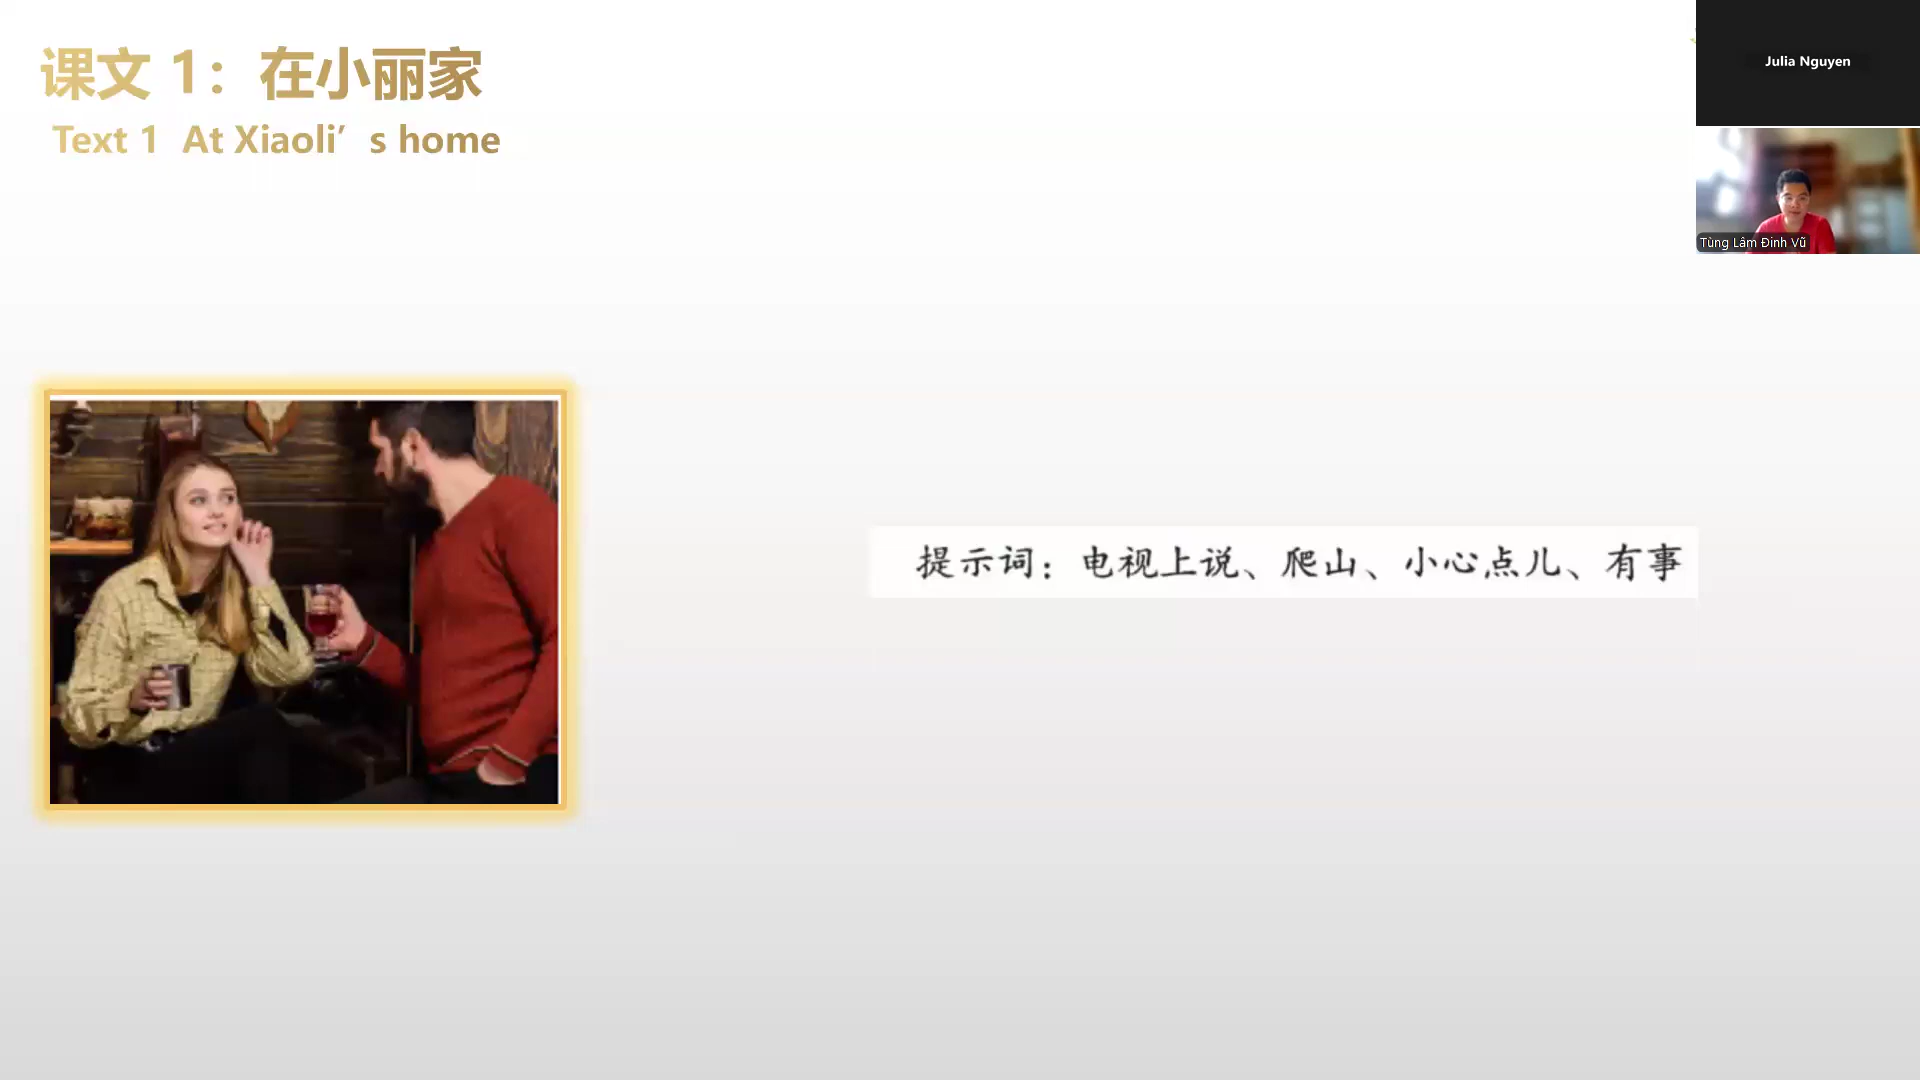 课文 1：在小丽家
Text 1 At Xiaoli’s home
Julia Nguyen
Tùng Lâm Đinh Vũ
提示词：电视上说、爬山、小心点儿、有事